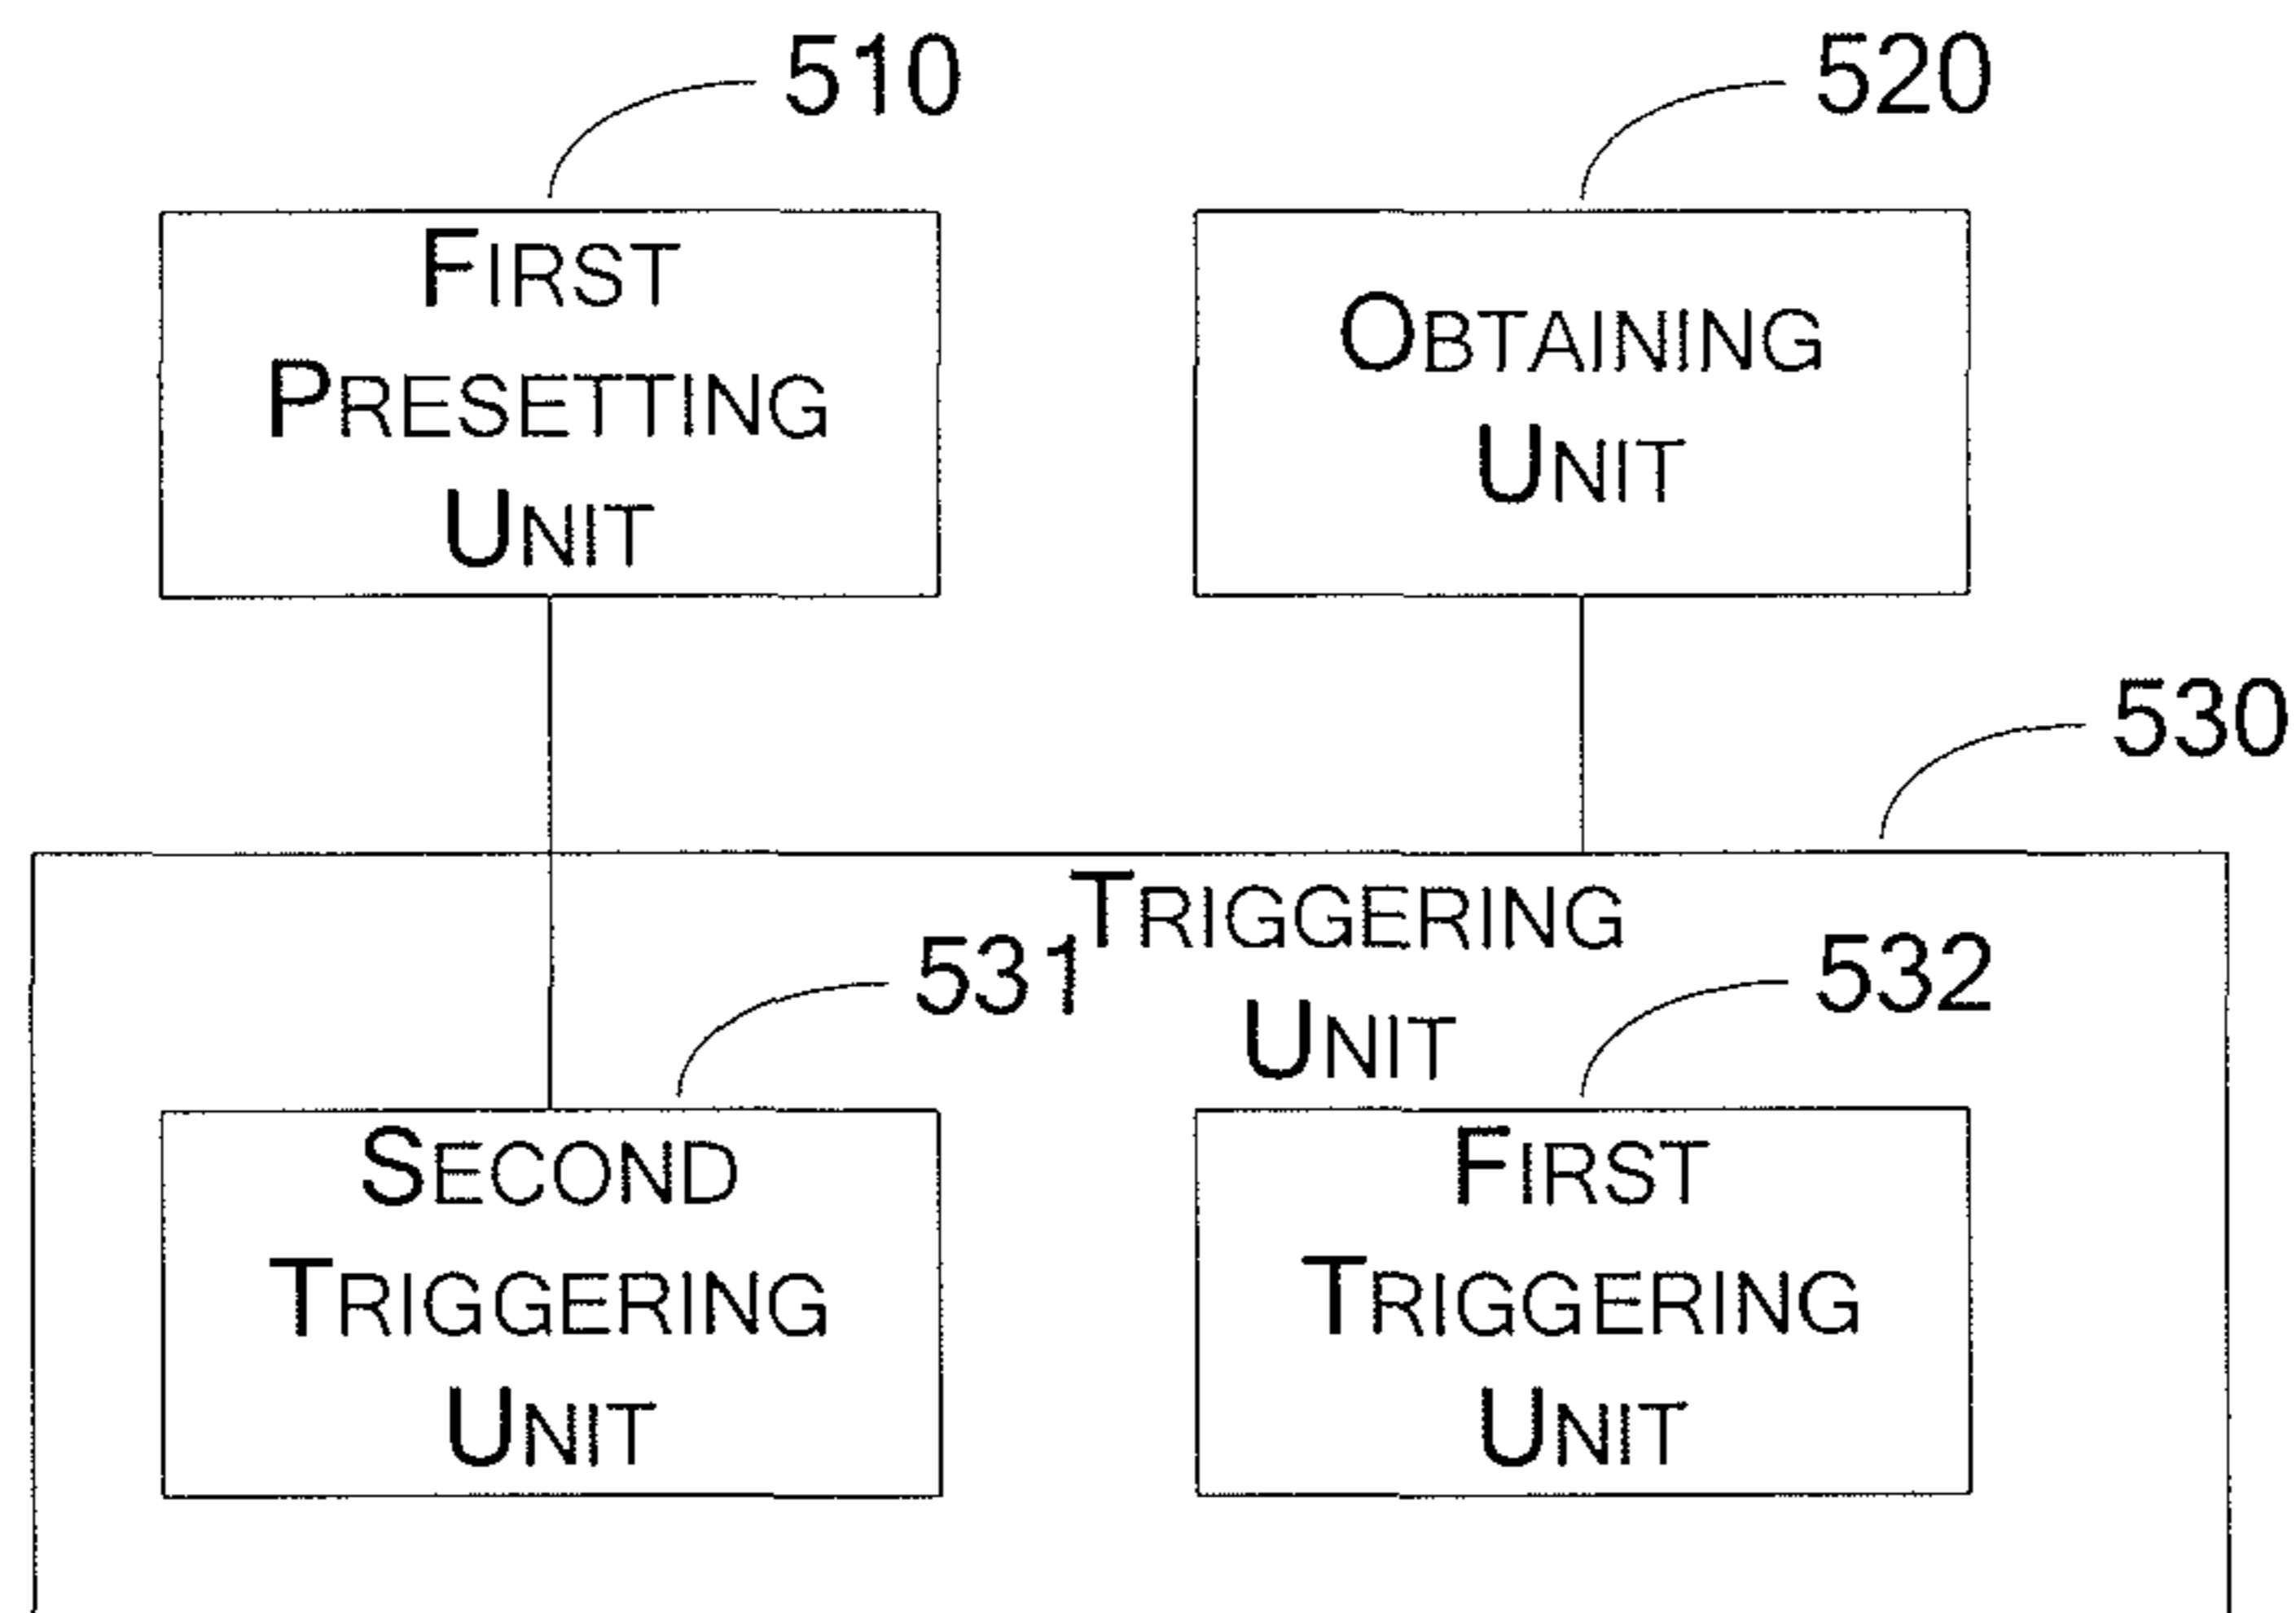 510
520
FIRST
PRESETTING
UNIT
OBTAINING
UNIT
530
TRIGGERING
UNIT
531
532
SECOND
TRIGGERING
UNIT
FIRST
TRIGGERING
UNIT